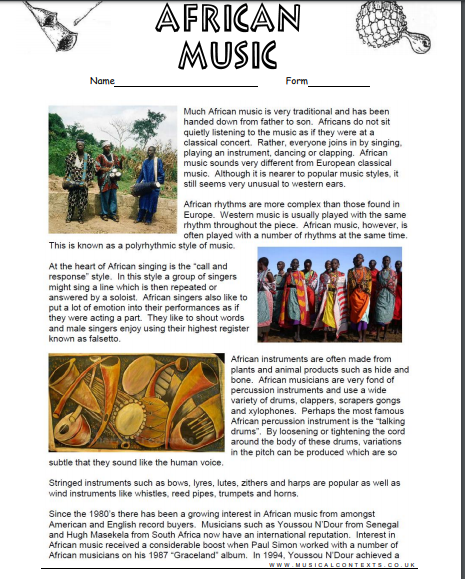 AFRICAN
MUSIC
Name Form
Much African music is very traditional and has been
handed down from father to son. Africans do not sit
quietly listening to the music as if they were at a
classical concert. Rather, everyone joins in by singing,
playing an instrument, dancing or clapping. African
music sounds very different from European classical
music. Although it is nearer to popular music styles, it
still seems very unusual to western ears.
African rhythms are more complex than those found in
Europe. Western music is usually played with the same
rhythm throughout the piece. African music, however, is
often played with a number of rhythms at the same time.
This is known as a polyrhythmic style of music.
At the heart of African singing is the "call and
response" style. In this style a group of singers
might sing a line which is then repeated or
answered by a soloist. African singers also like to
put a lot of emotion into their performances as if
they were acting a part. They like to shout words
and male singers enjoy using their highest register
known as falsetto.
African instruments are often made from
plants and animal products such as hide and
bone. African musicians are very fond of
percussion instruments and use a wide
variety of drums, clappers, scrapers gongs
and xylophones. Perhaps the most famous
African percussion instrument is the "talking
drums". By loosening or tightening the cord
around the body of these drums, variations
in the pitch can be produced which are so
subtle that they sound like the human voice.
Stringed instruments such as bows, lyres, lutes, zithers and harps are popular as well as
wind instruments like whistles, reed pipes, trumpets and horns.
Since the 1980's there has been a growing interest in African music from amongst
American and English record buyers. Musicians such as Youssou N'Dour from Senegal
and Hugh Masekela from South Africa now have an international reputation. Interest in
African music received a considerable boost when Paul Simon worked with a number of
African musicians on his 1987 "Graceland" album. In 1994, Youssou N'Dour achieved a
WWW.MUSICALCONTEXTS.CO.UK